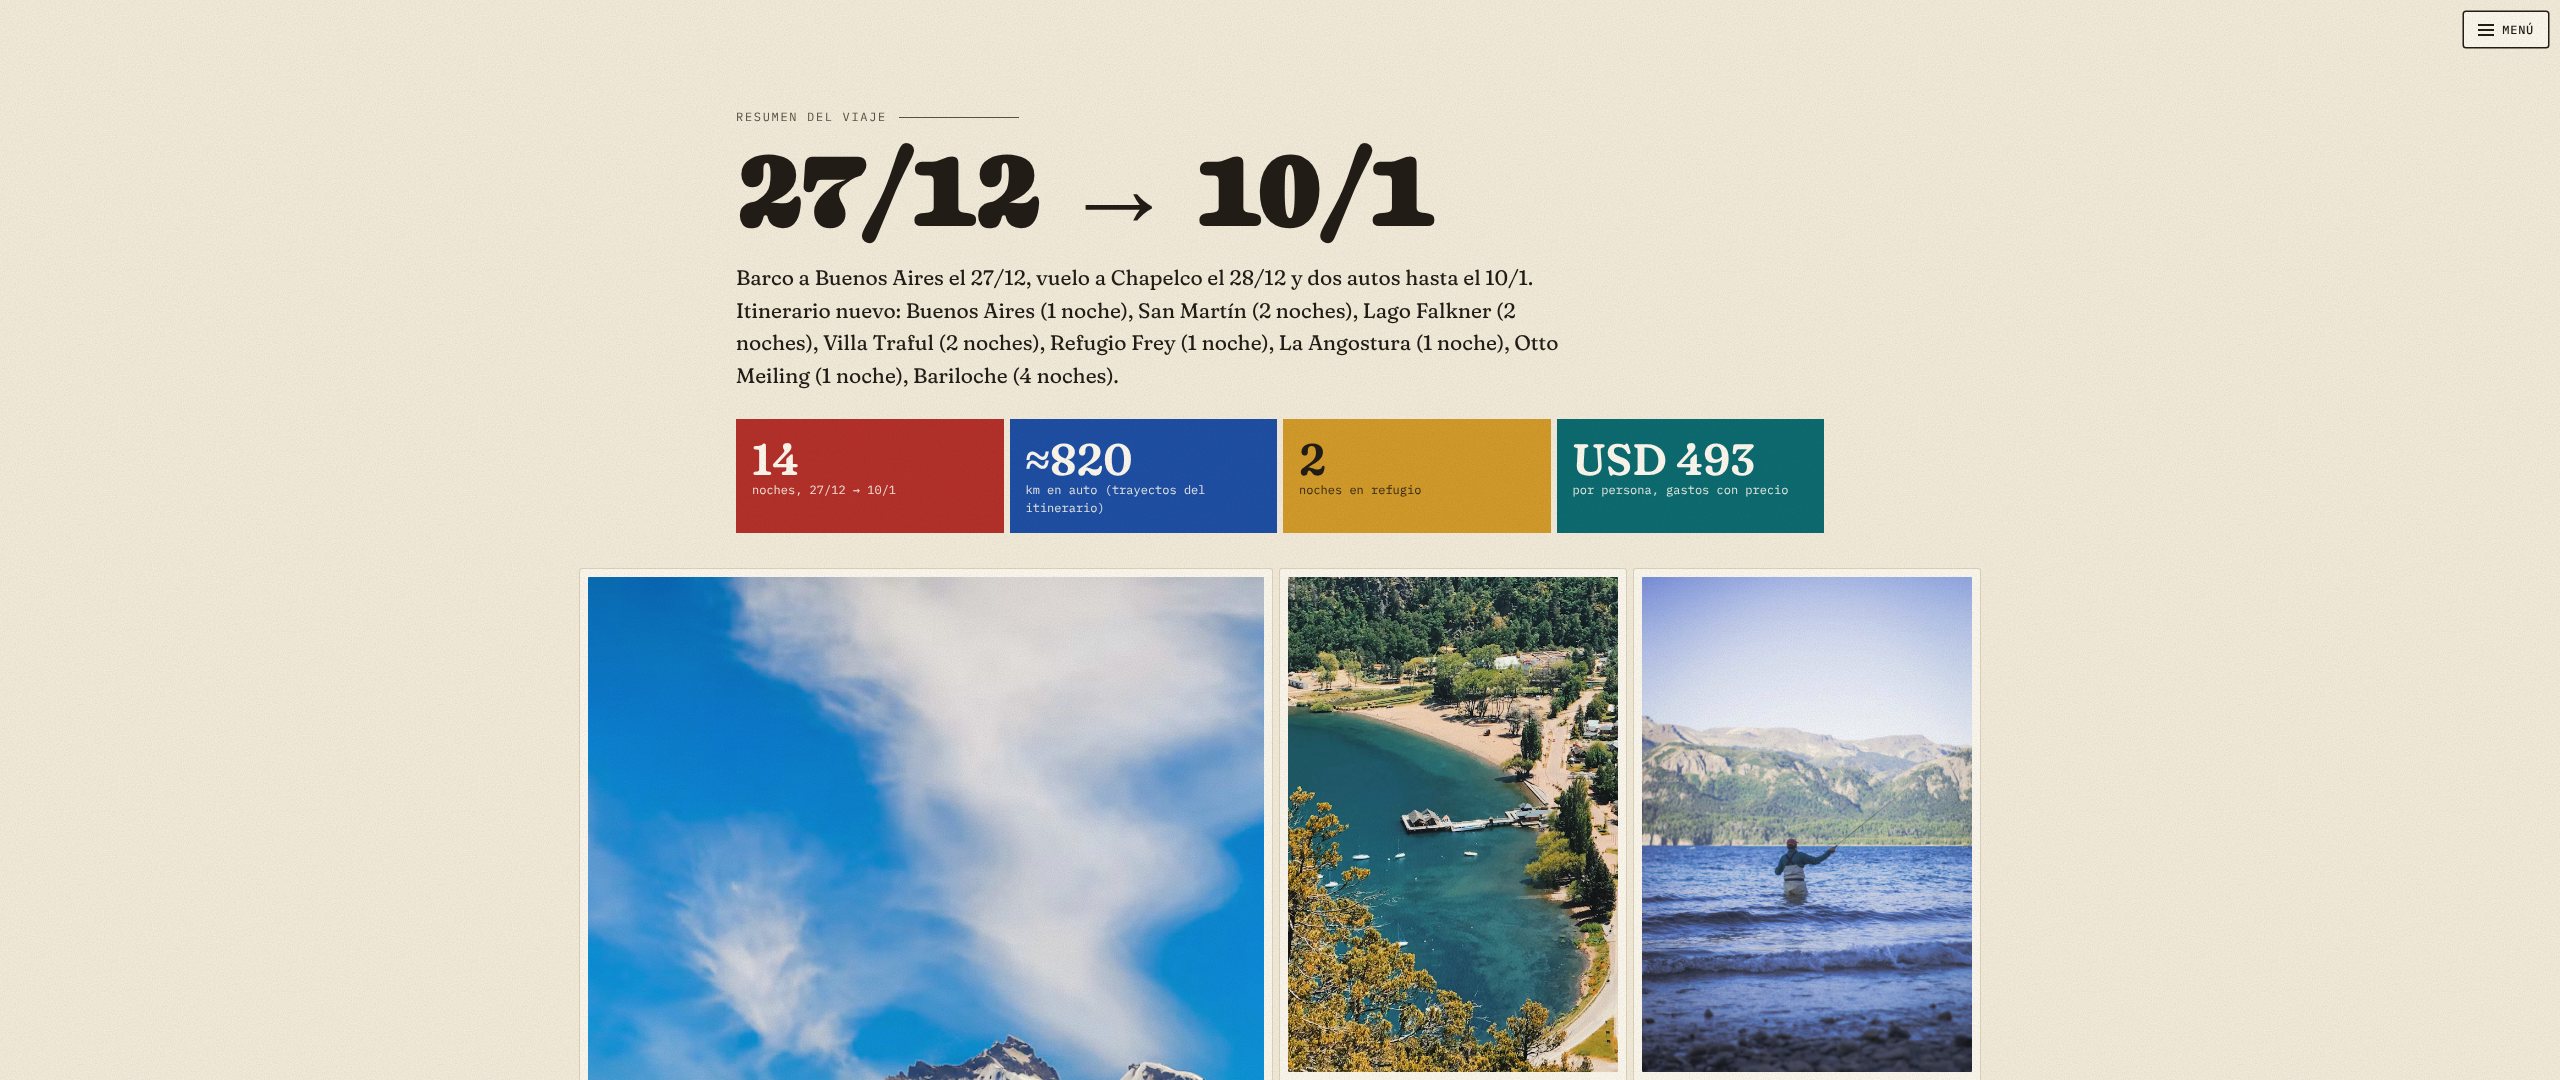 MENÚ
RESUMEN DEL VIAJE
27/12 → 10/1
Barco a Buenos Aires el 27/12, vuelo a Chapelco el 28/12 y dos autos hasta el 10/1.
Itinerario nuevo: Buenos Aires (1 noche), San Martín (2 noches), Lago Falkner (2
noches), Villa Traful (2 noches), Refugio Frey (1 noche), La Angostura (1 noche), Otto
Meiling (1 noche), Bariloche (4 noches).
14
noches, 27/12 → 10/1
≈820
km en auto (trayectos del
itinerario)
2
noches en refugio
USD 493
por persona, gastos con precio